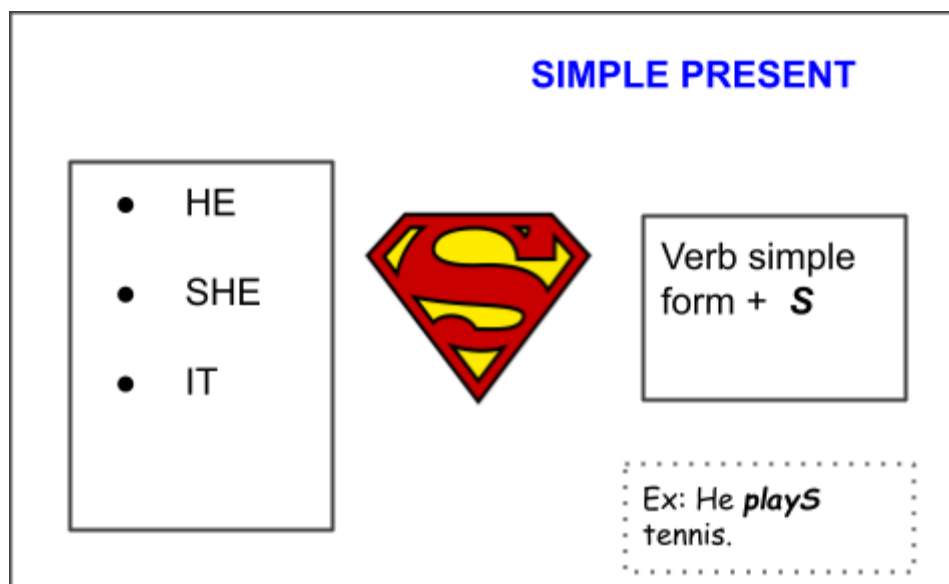 SIMPLE PRESENT
● HE
● SHE
● IT
S
Verb simple
form + S
Ex: He playS
tennis.